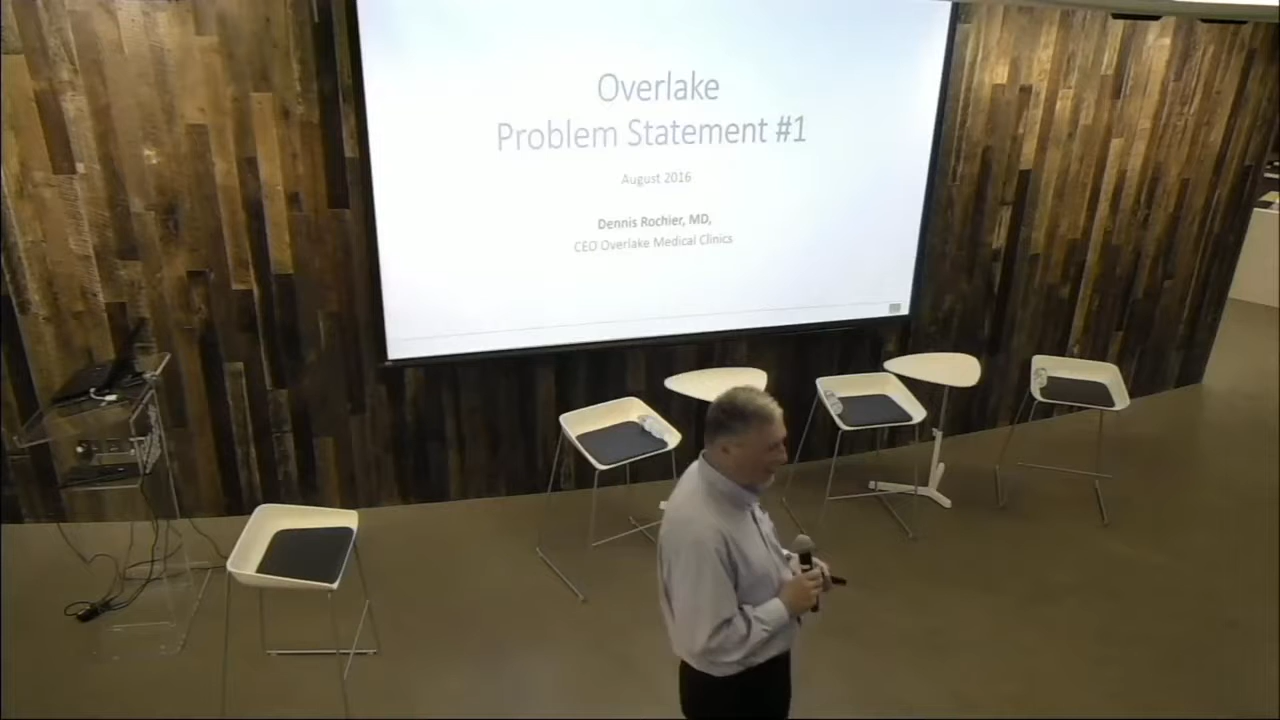 Overlake
Problem Statement #1
August 2016
Dennis Rochier, MD,
CEO Overlake Medical Clinics